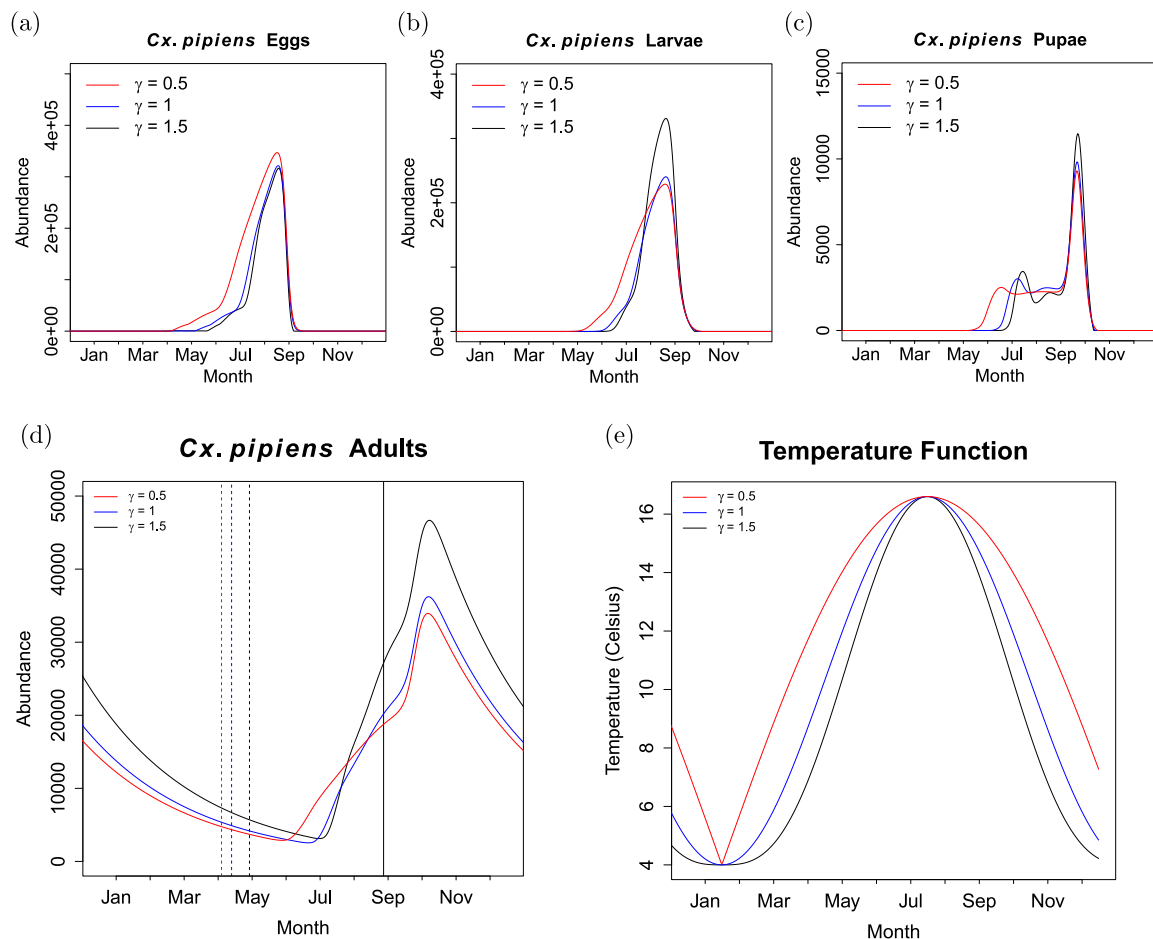 (a)
Cx. pipiens Eggs
γ = 0.5
γ = 1
γ = 1.5
Abundance
0e+00
2e+05
4e+05
Jan Mar May Jul Sep Nov
Month
(b)
Cx. pipiens Larvae
γ = 0.5
γ = 1
γ = 1.5
Abundance
0e+00
2e+05
4e+05
Jan Mar May Jul Sep Nov
Month
(c)
Cx. pipiens Pupae
γ = 0.5
γ = 1
γ = 1.5
Abundance
0
5000
10000
15000
Jan Mar May Jul Sep Nov
Month
(d)
Cx. pipiens Adults
γ = 0.5
γ = 1
γ = 1.5
Abundance
0
10000
20000
30000
40000
50000
Jan Mar May Jul Sep Nov
Month
(e)
Temperature Function
γ = 0.5
γ = 1
γ = 1.5
Temperature (Celsius)
4
6
8
10
12
14
16
Jan Mar May Jul Sep Nov
Month